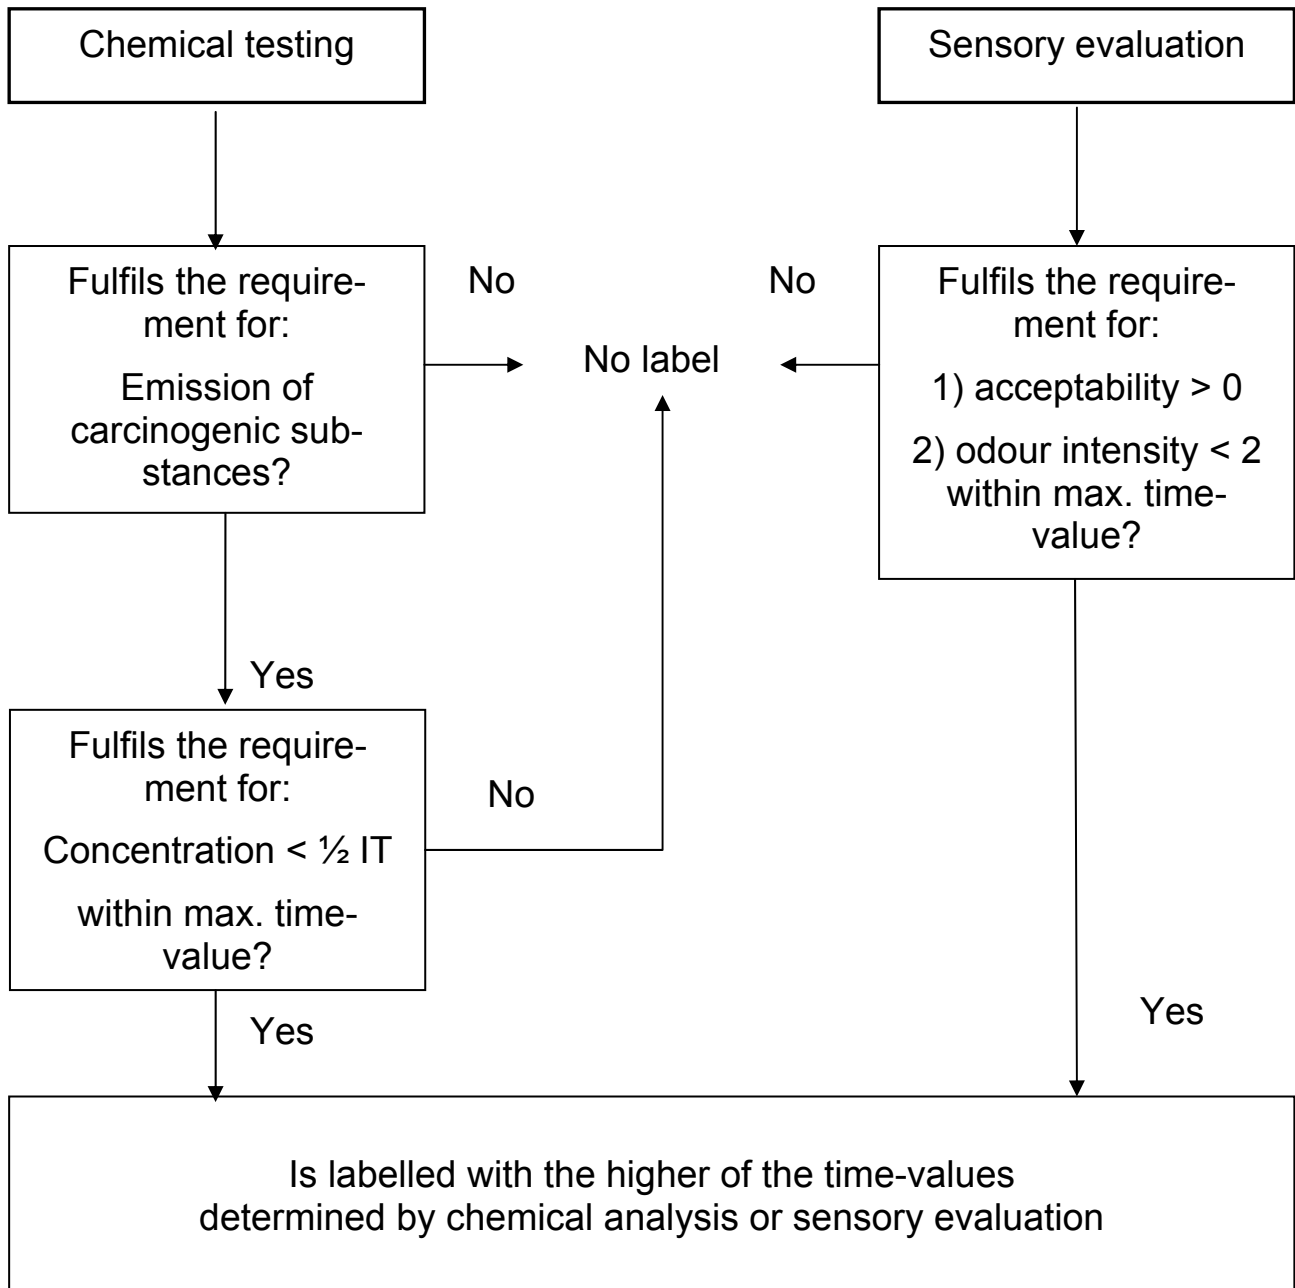 Chemical testing
Sensory evaluation
Fulfils the require-
ment for:
Emission of
carcinogenic sub-
stances?
No
No label
No
Fulfils the require-
ment for:
1) acceptability > 0
2) odour intensity < 2
within max. time-
value?
Yes
Fulfils the require-
ment for:
Concentration < ½ IT
within max. time-
value?
No
Yes
Yes
Is labelled with the higher of the time-values
determined by chemical analysis or sensory evaluation